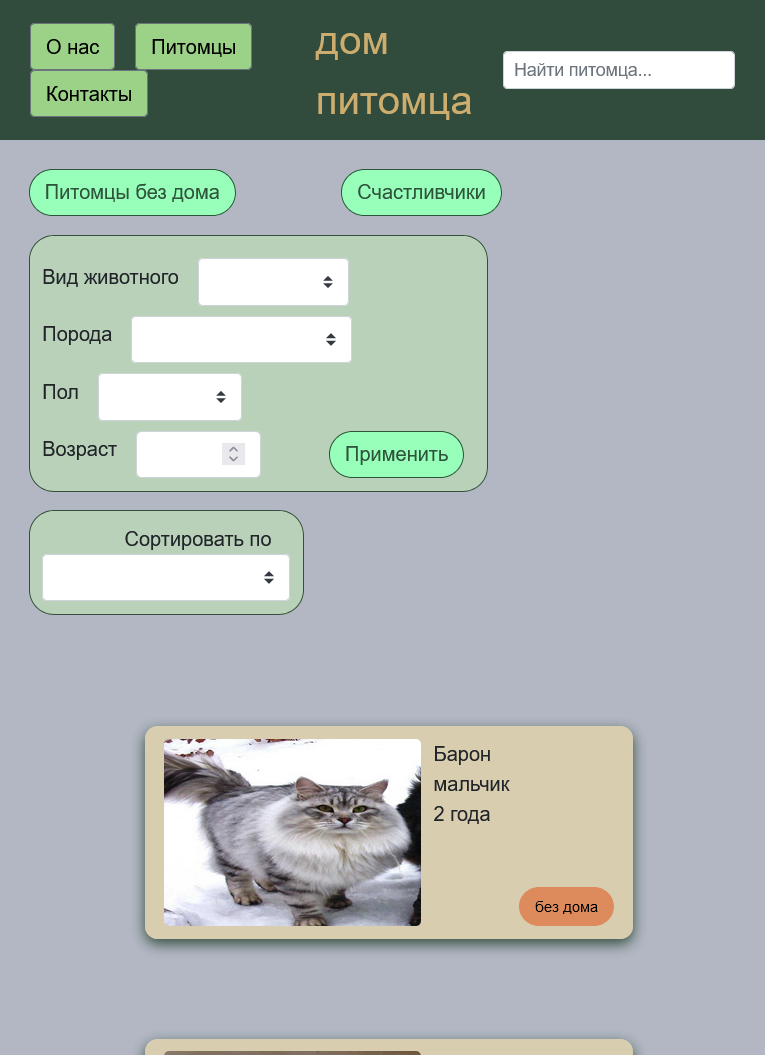 О нас
Питомцы
Контакты
дом
питомца
Найти питомца...
Питомцы без дома
Счастливчики
Вид животного
Порода
Пол
Возраст
Применить
Сортировать по
Барон
мальчик
2 года
без дома